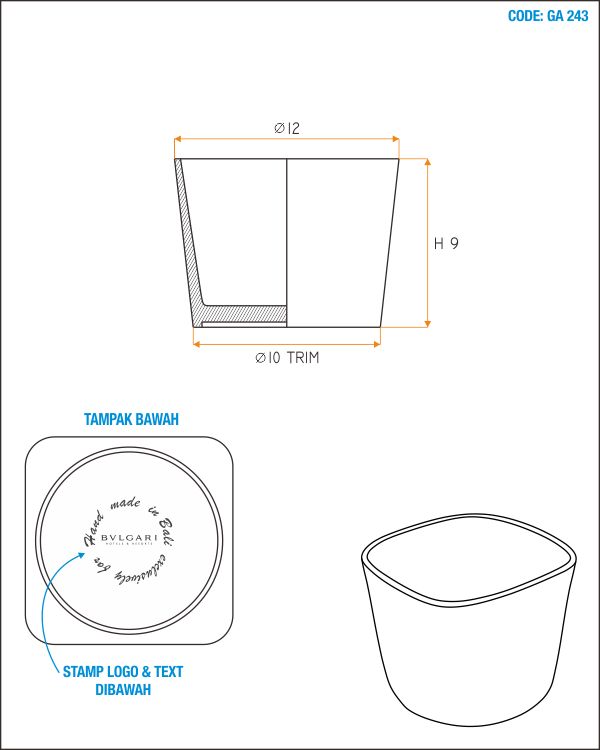 CODE: GA 243
Ø12
H 9
Ø10 TRIM
TAMPAK BAWAH
Hand made in Bali exclusively for
BVLGARI
HOTELS & RESORTS
STAMP LOGO & TEXT
DIBAWAH